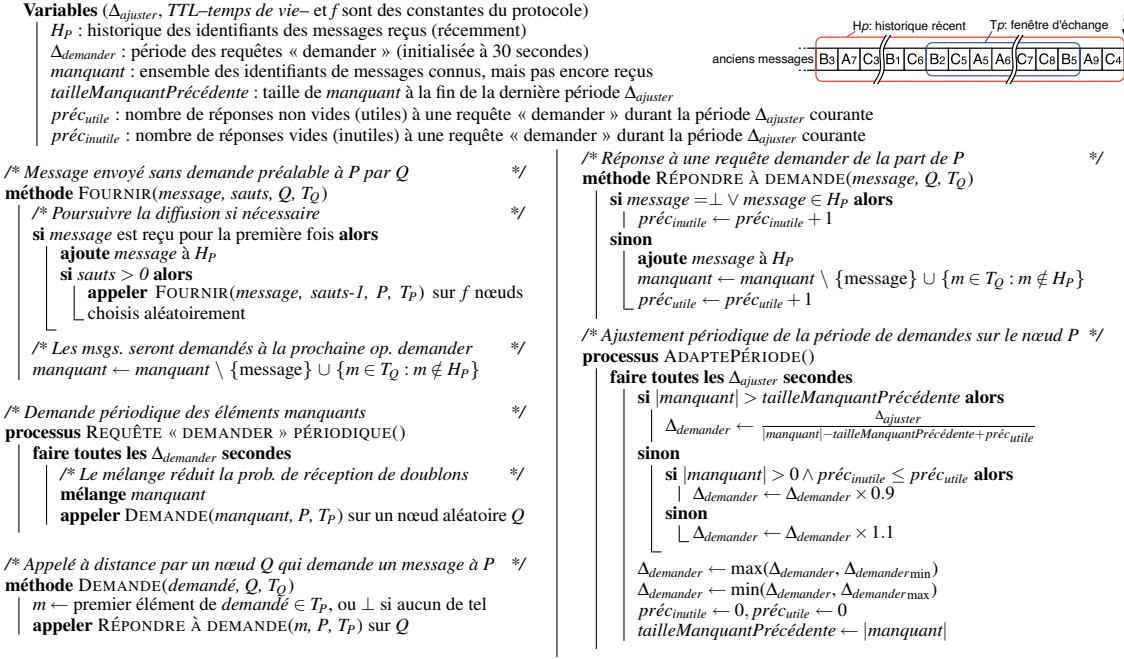 Variables (Δajuster, TTL–temps de vie– et f sont des constantes du protocole)
HP : historique des identifiants des messages reçus (récemment)
Δdemander : période des requêtes « demander » (initialisée à 30 secondes)
manquant : ensemble des identifiants de messages connus, mais pas encore reçus
tailleManquantPrécédente : taille de manquant à la fin de la dernière période Δajuster
précutile : nombre de réponses non vides (utiles) à une requête « demander » durant la période Δajuster courante
précinutile : nombre de réponses vides (inutiles) à une requête « demander » durant la période Δajuster courante
Hp: historique récent
Tp: fenêtre d'échange
anciens messages B3 A7 C3 B1 C6 B2 C5 A5 A6 C7 C8 B5 A9 C4
/* Message envoyé sans demande préalable à P par Q */
méthode FOURNIR(message, sauts, Q, TQ)
/* Poursuivre la diffusion si nécessaire */
si message est reçu pour la première fois alors
ajoute message à HP
si sauts > 0 alors
appeler FOURNIR(message, sauts-1, P, TP) sur f nœuds
choisis aléatoirement
/* Les msgs. seront demandés à la prochaine op. demander */
manquant ← manquant \ {message} ∪ {m ∈ TQ : m ∉ HP}
/* Demande périodique des éléments manquants */
processus REQUÊTE « DEMANDER » PÉRIODIQUE()
faire toutes les Δdemander secondes
/* Le mélange réduit la prob. de réception de doublons */
mélange manquant
appeler DEMANDE(manquant, P, TP) sur un nœud aléatoire Q
/* Appelé à distance par un nœud Q qui demande un message à P */
méthode DEMANDE(demandé, Q, TQ)
m ← premier élément de demandé ∈ TP, ou ⊥ si aucun de tel
appeler RÉPONDRE À DEMANDE(m, P, TP) sur Q
/* Réponse à une requête demander de la part de P */
méthode RÉPONDRE À DEMANDE(message, Q, TQ)
si message =⊥ ∨ message ∈ HP alors
précinutile ← précinutile + 1
sinon
ajoute message à HP
manquant ← manquant \ {message} ∪ {m ∈ TQ : m ∉ HP}
précutile ← précutile + 1
/* Ajustement périodique de la période de demandes sur le nœud P */
processus ADAPTEPÉRIODE()
faire toutes les Δajuster secondes
si |manquant| > tailleManquantPrécédente alors
Δdemander ← Δajuster / |manquant|−tailleManquantPrécédente+précutile
sinon
si |manquant| > 0 ∧ précinutile ≤ précutile alors
Δdemander ← Δdemander × 0.9
sinon
Δdemander ← Δdemander × 1.1
Δdemander ← max(Δdemander, Δdemandermin)
Δdemander ← min(Δdemander, Δdemandermax)
précinutile ← 0, précutile ← 0
tailleManquantPrécédente ← |manquant|